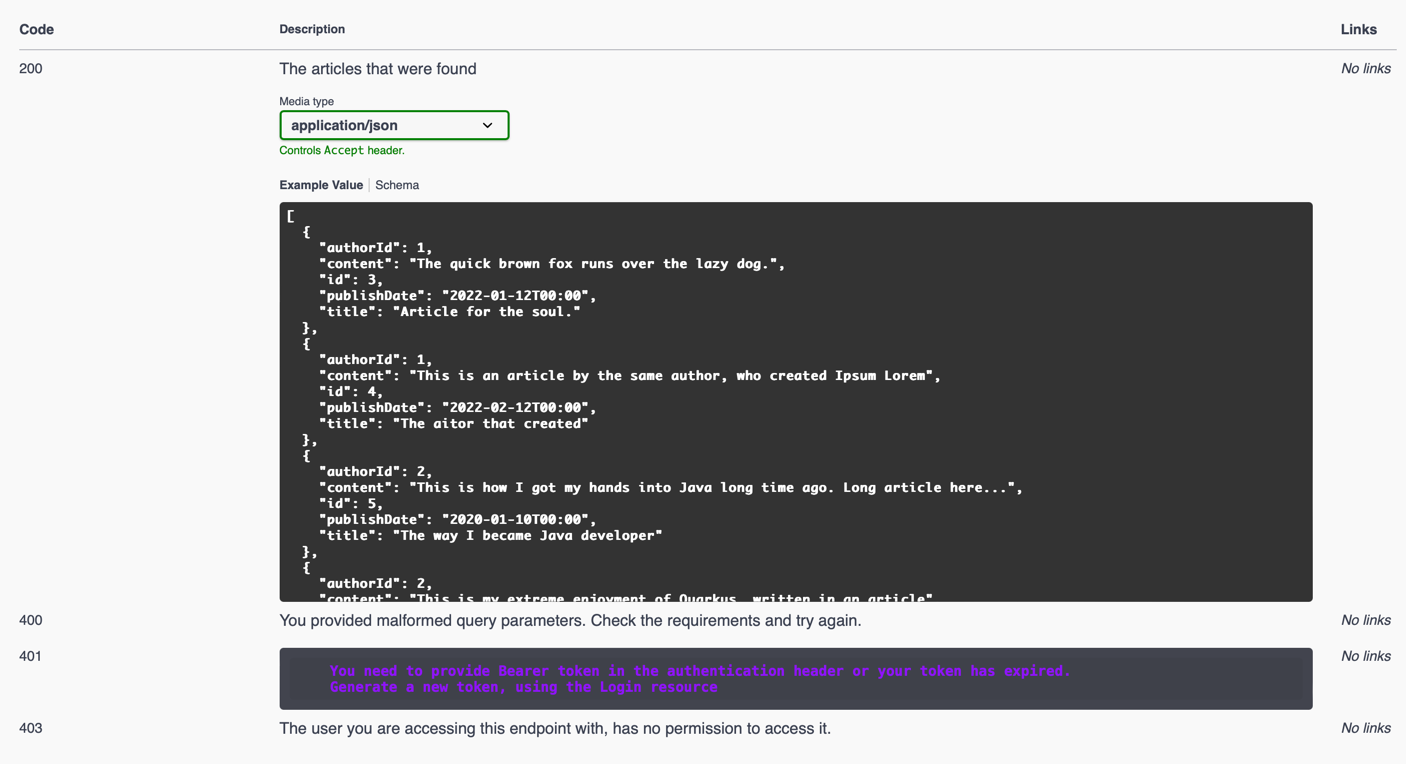 Code Description Links
200 The articles that were found No links
Media type
application/json
Controls Accept header.
Example Value Schema
[
  {
    "authorId": 1,
    "content": "The quick brown fox runs over the lazy dog.",
    "id": 3,
    "publishDate": "2022-01-12T00:00",
    "title": "Article for the soul."
  },
  {
    "authorId": 1,
    "content": "This is an article by the same author, who created Ipsum Lorem",
    "id": 4,
    "publishDate": "2022-02-12T00:00",
    "title": "The aitor that created"
  },
  {
    "authorId": 2,
    "content": "This is how I got my hands into Java long time ago. Long article here...",
    "id": 5,
    "publishDate": "2020-01-10T00:00",
    "title": "The way I became Java developer"
  },
  {
    "authorId": 2,
    "content": "This is my extreme enjoyment of Quarkus, written in an article"
400 You provided malformed query parameters. Check the requirements and try again. No links
401 No links
You need to provide Bearer token in the authentication header or your token has expired.
Generate a new token, using the Login resource
403 The user you are accessing this endpoint with, has no permission to access it. No links